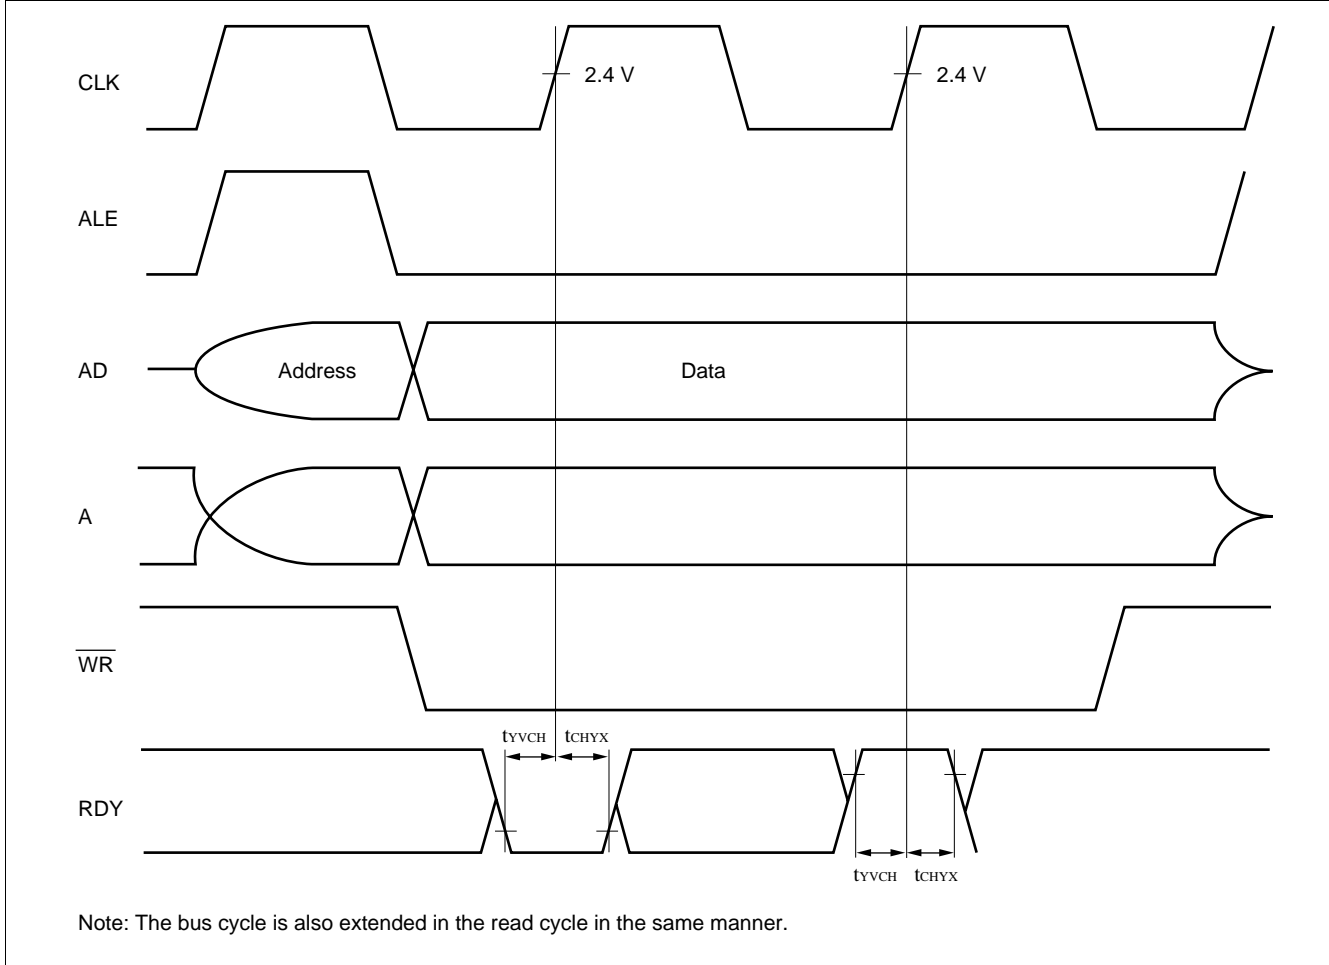 CLK
2.4 V
2.4 V
ALE
AD
Address
Data
A
WR
tYVCH
tCHYX
RDY
tYVCH
tCHYX
Note: The bus cycle is also extended in the read cycle in the same manner.